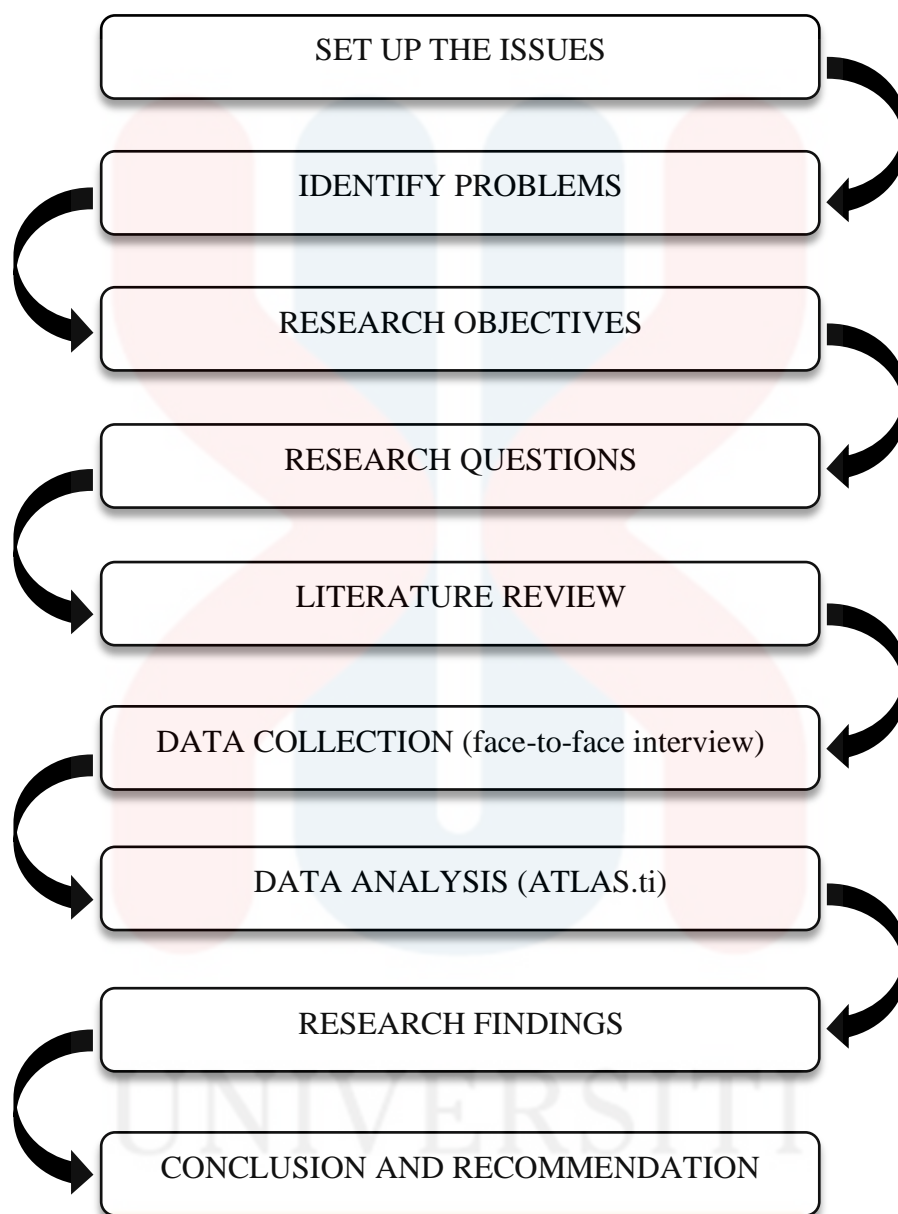 SET UP THE ISSUES
IDENTIFY PROBLEMS
RESEARCH OBJECTIVES
RESEARCH QUESTIONS
LITERATURE REVIEW
DATA COLLECTION (face-to-face interview)
DATA ANALYSIS (ATLAS.ti)
RESEARCH FINDINGS
UNIVERSITI
CONCLUSION AND RECOMMENDATION